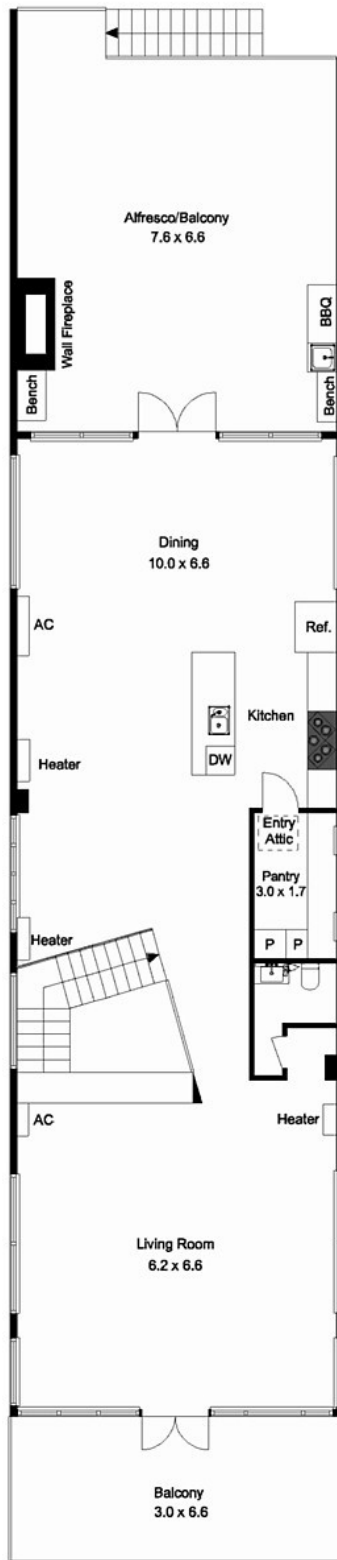 Alfresco/Balcony
7.6 x 6.6
Wall Fireplace
BBQ
Bench
Bench
Dining
10.0 x 6.6
AC
Ref.
Kitchen
DW
Heater
Entry
Attic
Pantry
3.0 x 1.7
Heater
P P
AC
Heater
Living Room
6.2 x 6.6
Balcony
3.0 x 6.6